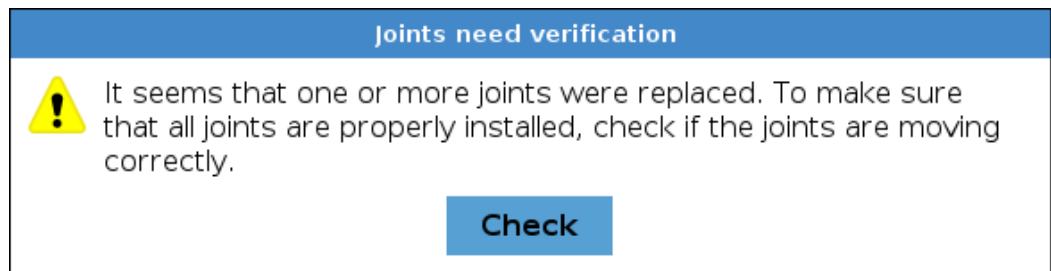 Joints need verification
It seems that one or more joints were replaced. To make sure
that all joints are properly installed, check if the joints are moving
correctly.
Check